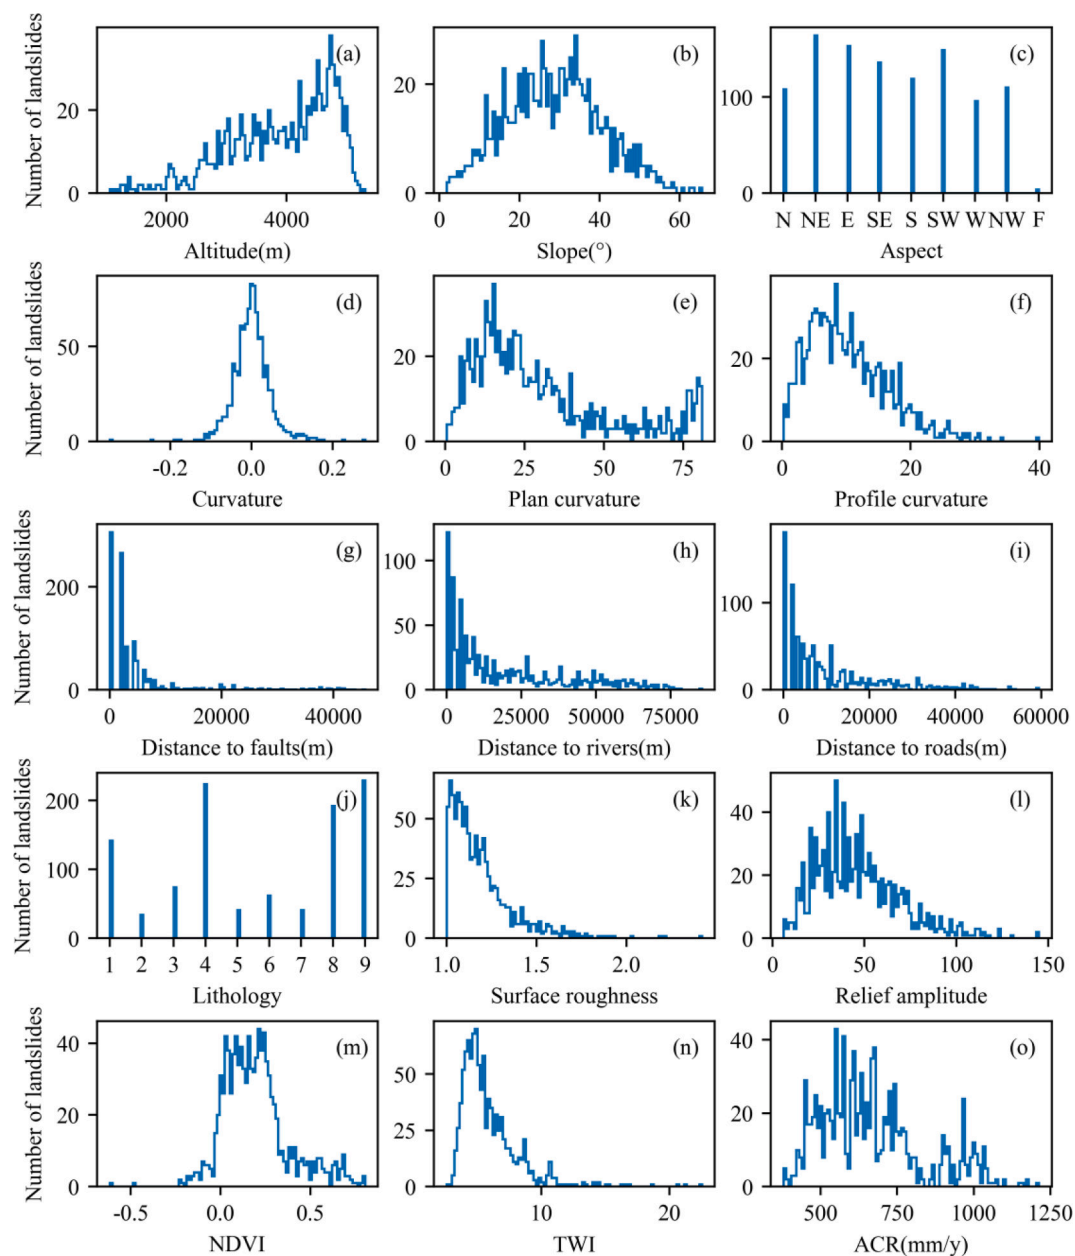 Number of landslides
(a)
20
0
2000 4000
Altitude(m)
(b)
20
0
0 20 40 60
Slope(°)
(c)
100
0
N NE E SE S SW W NW F
Aspect
Number of landslides
(d)
50
0
-0.2 0.0 0.2
Curvature
(e)
20
0
0 25 50 75
Plan curvature
(f)
20
0
0 20 40
Profile curvature
Number of landslides
(g)
200
0
0 20000 40000
Distance to faults(m)
(h)
100
50
0
0 25000 50000 75000
Distance to rivers(m)
(i)
100
0
0 20000 40000 60000
Distance to roads(m)
Number of landslides
(j)
200
100
0
1 2 3 4 5 6 7 8 9
Lithology
(k)
50
25
0
1.0 1.5 2.0
Surface roughness
(l)
40
20
0
0 50 100 150
Relief amplitude
Number of landslides
(m)
40
20
0
-0.5 0.0 0.5
NDVI
(n)
50
25
0
10 20
TWI
(o)
40
20
0
500 750 1000 1250
ACR(mm/y)